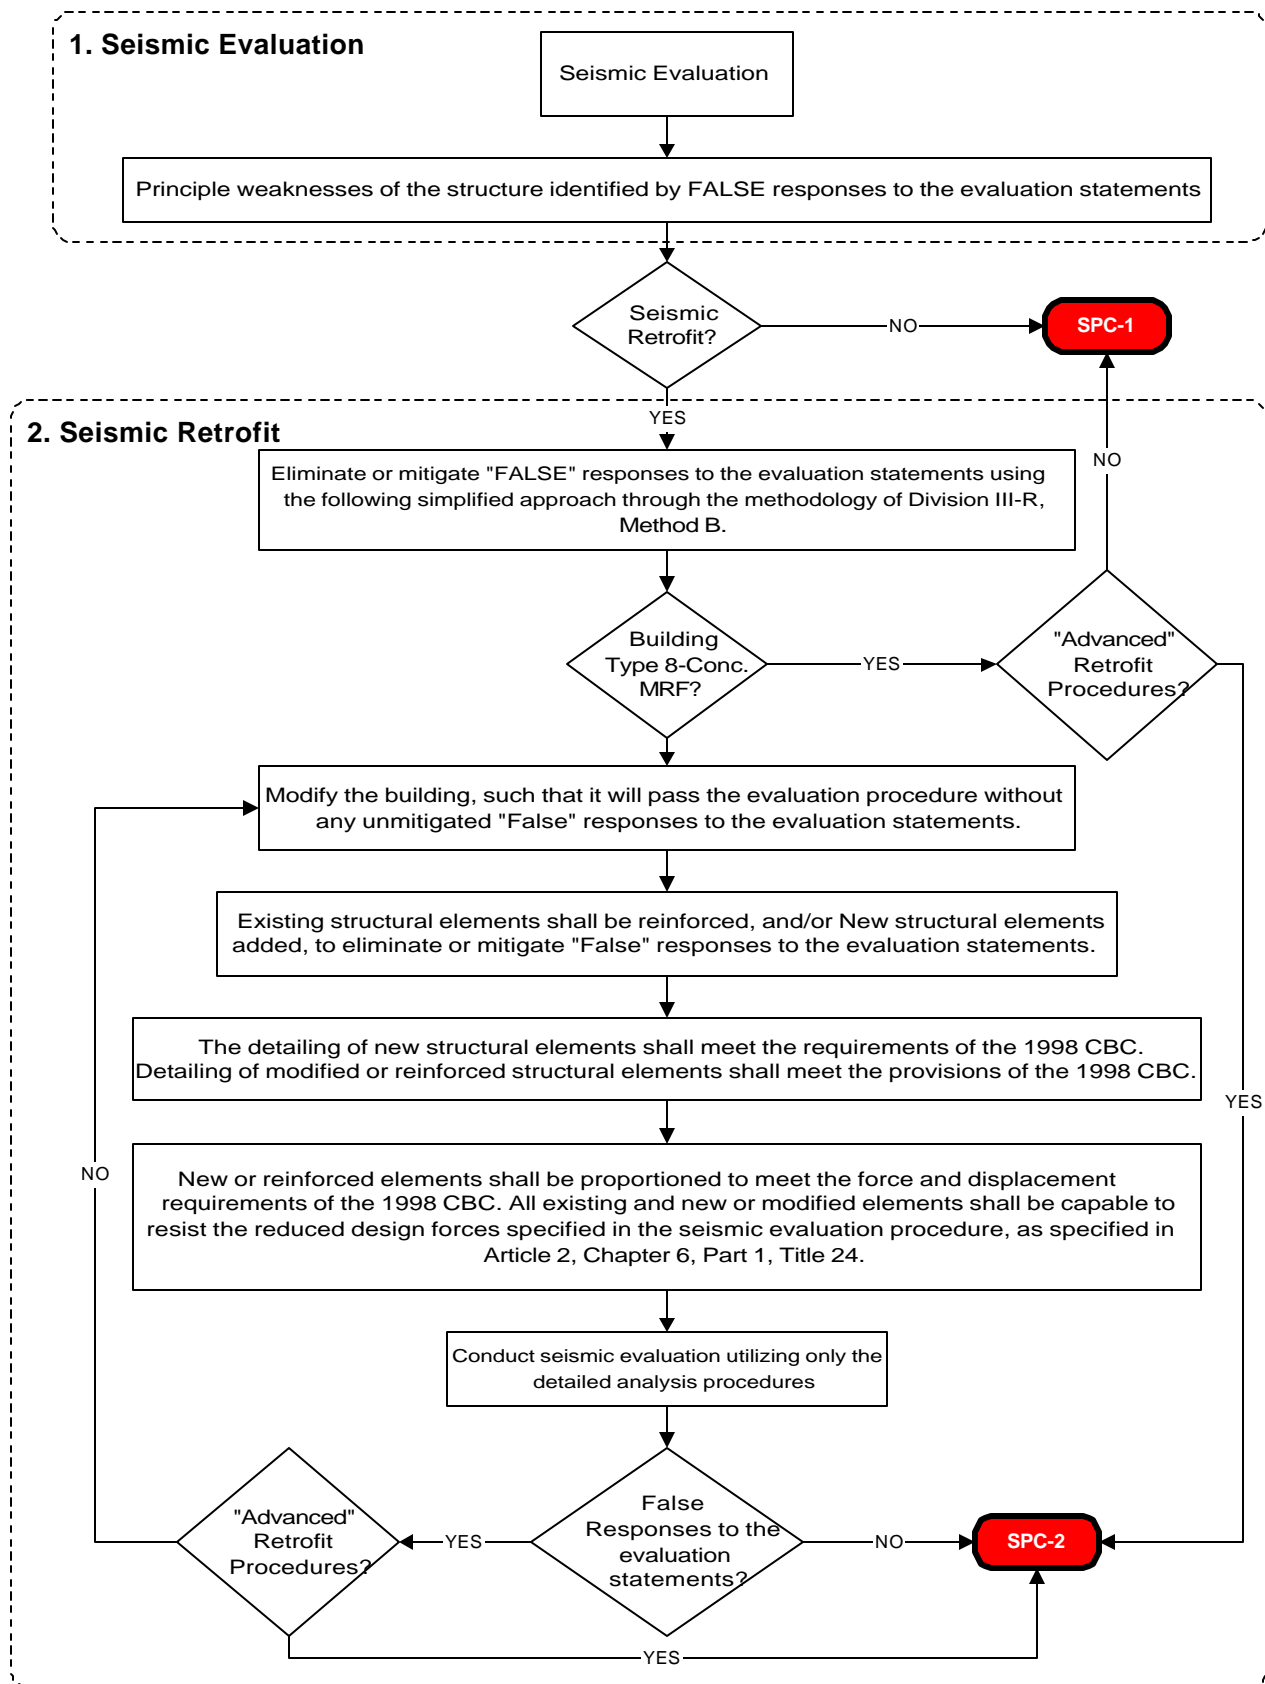 1. Seismic Evaluation
Seismic Evaluation
Principle weaknesses of the structure identified by FALSE responses to the evaluation statements
Seismic
Retrofit?
NO
SPC-1
YES
2. Seismic Retrofit
NO
Eliminate or mitigate "FALSE" responses to the evaluation statements using
the following simplified approach through the methodology of Division III-R,
Method B.
Building
Type 8-Conc.
MRF?
YES
"Advanced"
Retrofit
Procedures?
Modify the building, such that it will pass the evaluation procedure without
any unmitigated "False" responses to the evaluation statements.
Existing structural elements shall be reinforced, and/or New structural elements
added, to eliminate or mitigate "False" responses to the evaluation statements.
The detailing of new structural elements shall meet the requirements of the 1998 CBC.
Detailing of modified or reinforced structural elements shall meet the provisions of the 1998 CBC.
YES
NO
New or reinforced elements shall be proportioned to meet the force and displacement
requirements of the 1998 CBC. All existing and new or modified elements shall be capable to
resist the reduced design forces specified in the seismic evaluation procedure, as specified in
Article 2, Chapter 6, Part 1, Title 24.
Conduct seismic evaluation utilizing only the
detailed analysis procedures
"Advanced"
Retrofit
Procedures?
YES
False
Responses to the
evaluation
statements?
NO
SPC-2
YES